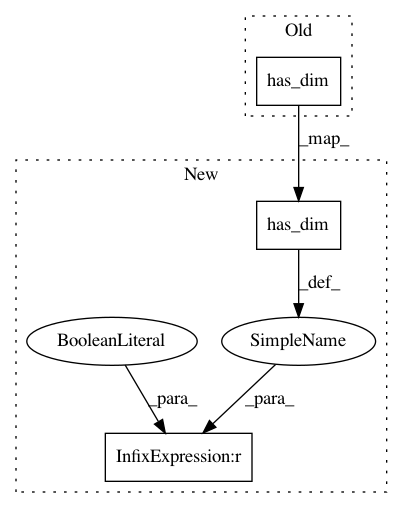 Old
has_dim
_map_
New
has_dim
_def_
BooleanLiteral
SimpleName
_para_
_para_
InfixExpression:r